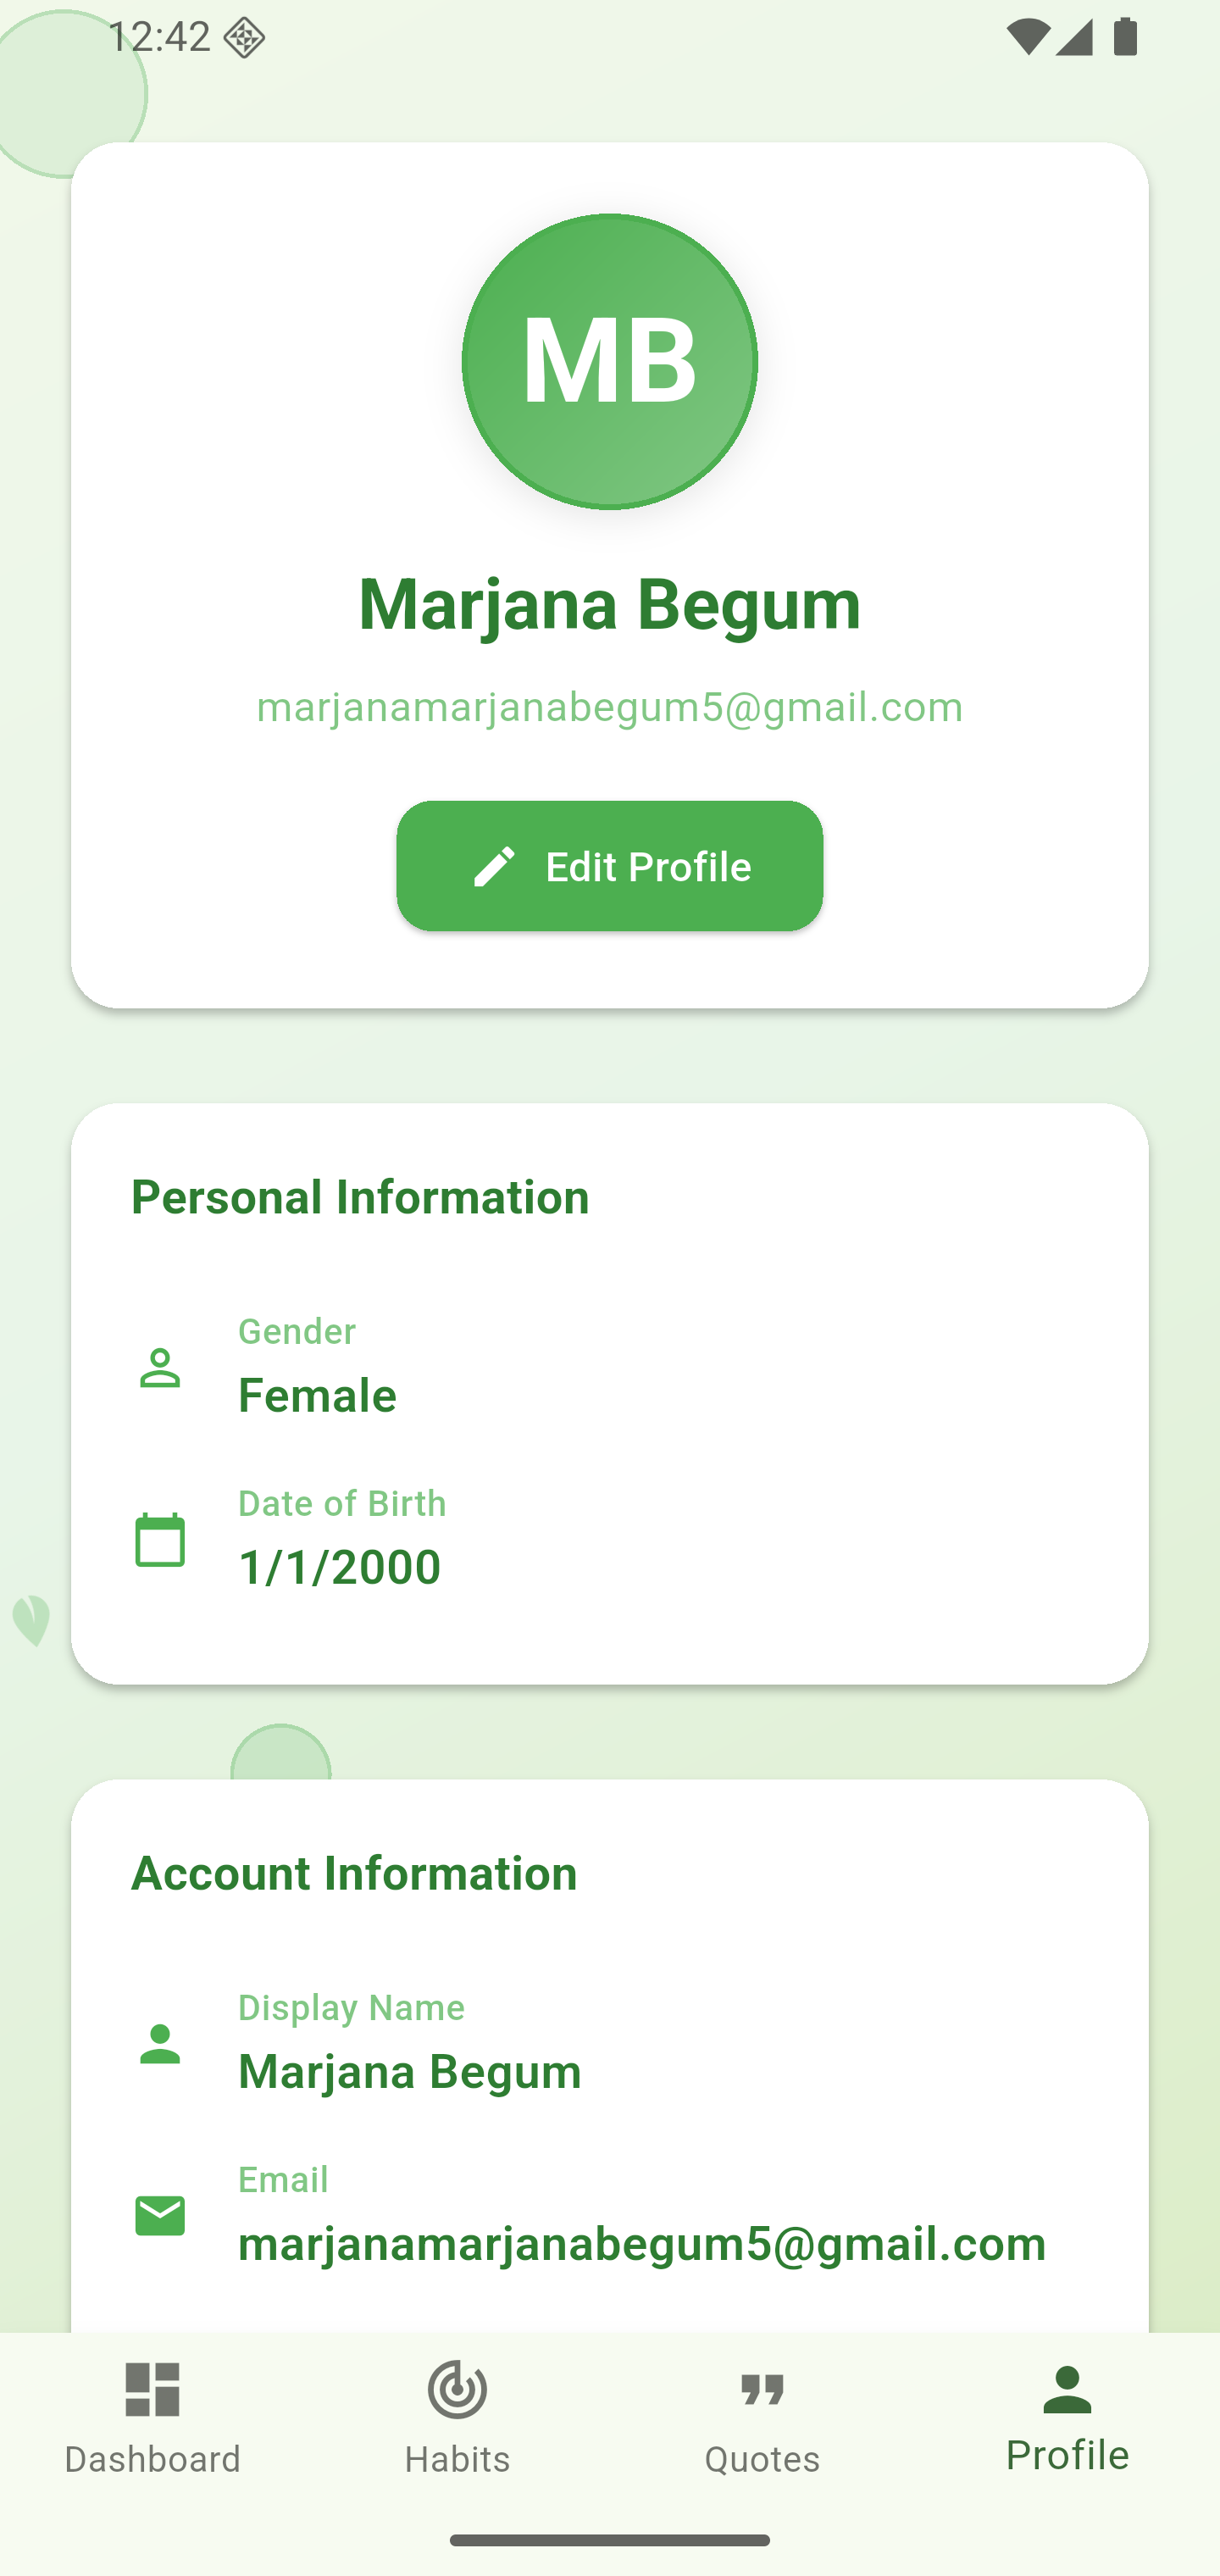 12:42
MB
Marjana Begum
marjanamarjanabegum5@gmail.com
Edit Profile
Personal Information
Gender
Female
Date of Birth
1/1/2000
Account Information
Display Name
Marjana Begum
Email
marjanamarjanabegum5@gmail.com
Dashboard Habits Quotes Profile